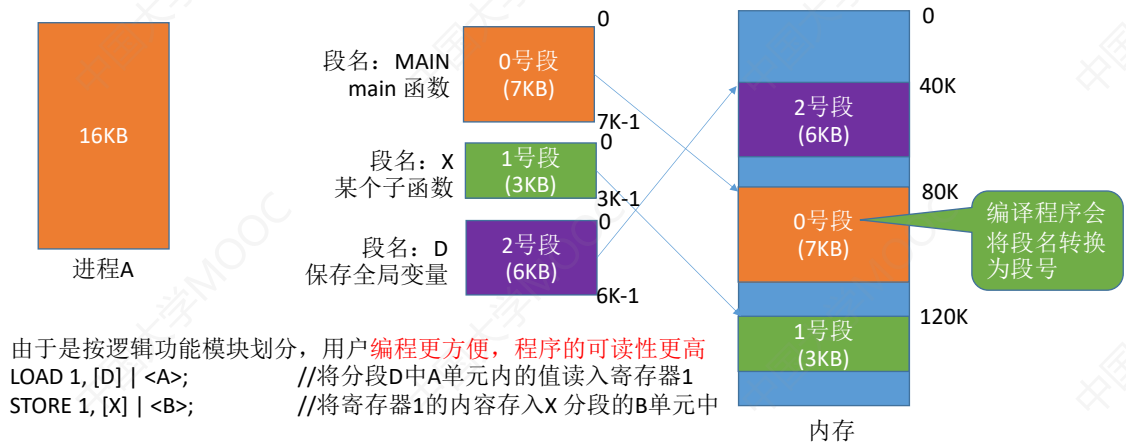 16KB
进程A
段名：MAIN
main 函数
0号段
(7KB)
0
7K-1
段名：X
某个子函数
1号段
(3KB)
0
3K-1
段名：D
保存全局变量
2号段
(6KB)
0
6K-1
0
40K
2号段
(6KB)
80K
0号段
(7KB)
编译程序会
将段名转换
为段号
120K
1号段
(3KB)
内存
由于是按逻辑功能模块划分，用户编程更方便，程序的可读性更高
LOAD 1, [D] | <A>; //将分段D中A单元内的值读入寄存器1
STORE 1, [X] | <B>; //将寄存器1的内容存入X 分段的B单元中